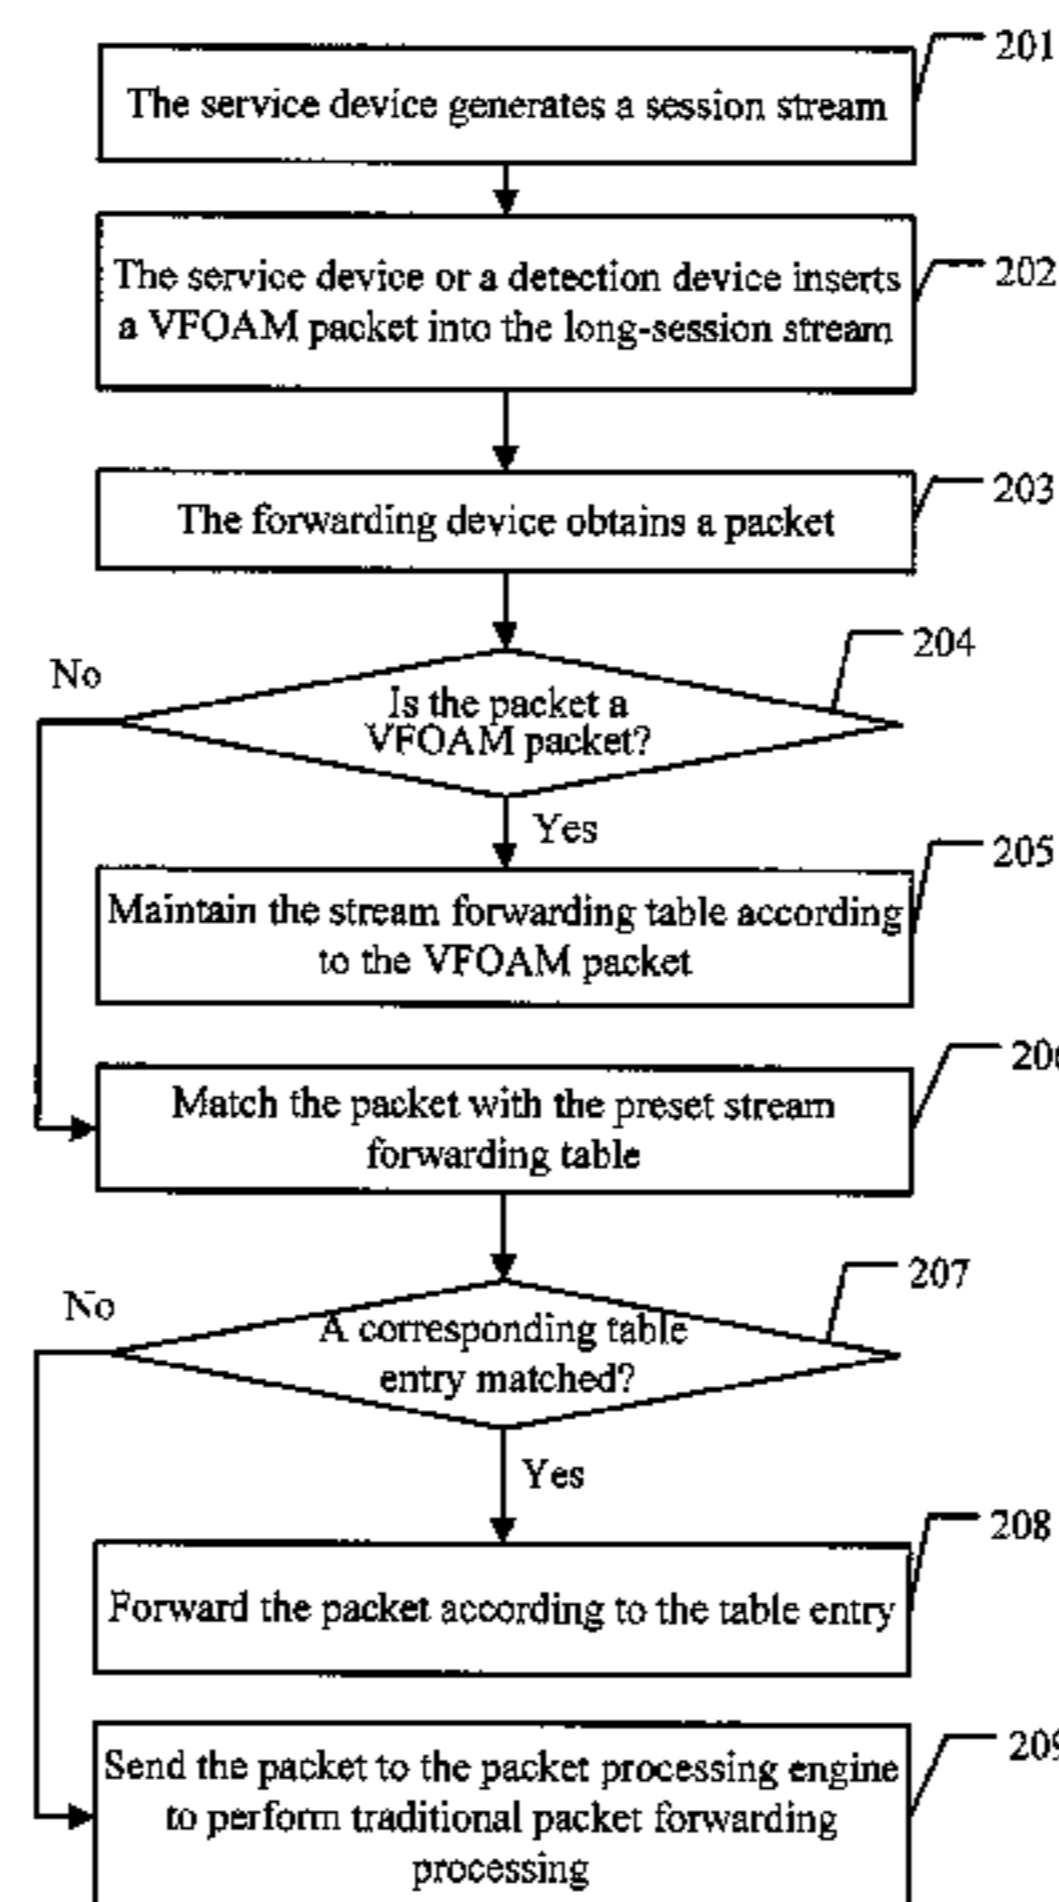 201
The service device generates a session stream
202
The service device or a detection device inserts
a VFOAM packet into the long-session stream
203
The forwarding device obtains a packet
204
No
Is the packet a
VFOAM packet?
Yes
205
Maintain the stream forwarding table according
to the VFOAM packet
206
Match the packet with the preset stream
forwarding table
207
No
A corresponding table
entry matched?
Yes
208
Forward the packet according to the table entry
209
Send the packet to the packet processing engine
to perform traditional packet forwarding
processing